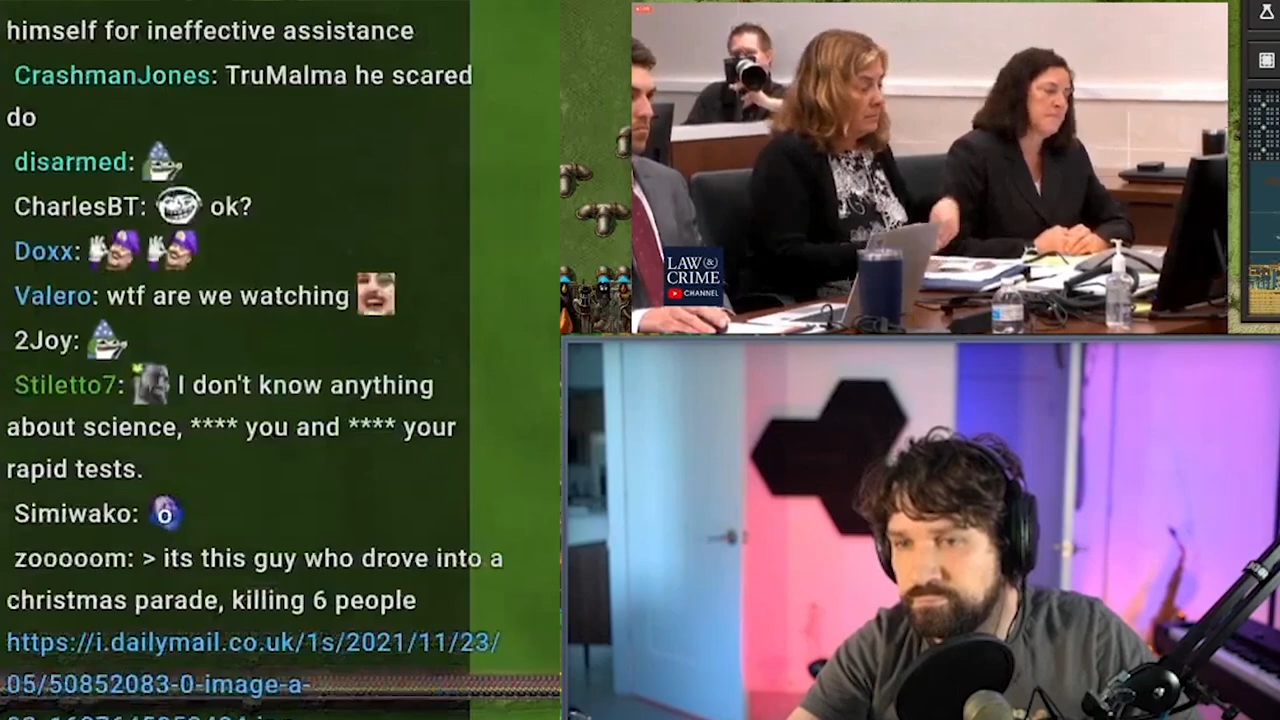 himself for ineffective assistance
CrashmanJones: TruMalma he scared
do
disarmed:
CharlesBT: ok?
Doxx:
Valero: wtf are we watching
2Joy:
Stiletto7: I don't know anything
about science, **** you and **** your
rapid tests.
Simiwako: o
zooooom: > its this guy who drove into a
christmas parade, killing 6 people
https://i.dailymail.co.uk/1s/2021/11/23/
05/50852083-0-image-a-
LAW &
CRIME
CHANNEL